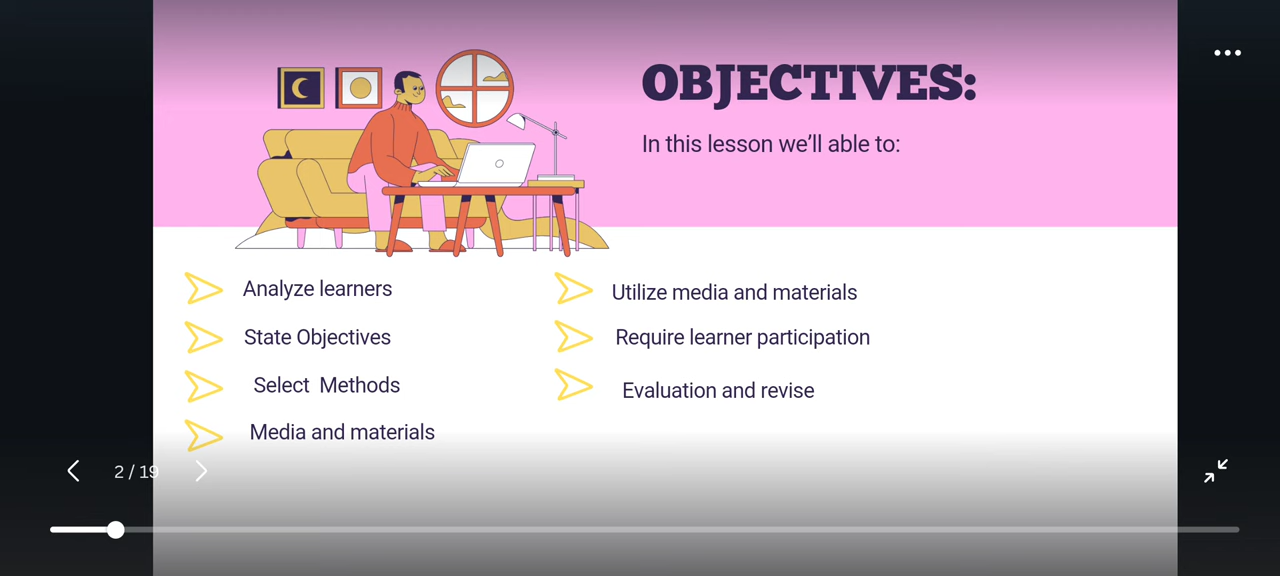 OBJECTIVES:
In this lesson we’ll able to:
Analyze learners
State Objectives
Select Methods
Media and materials
Utilize media and materials
Require learner participation
Evaluation and revise
2 / 19